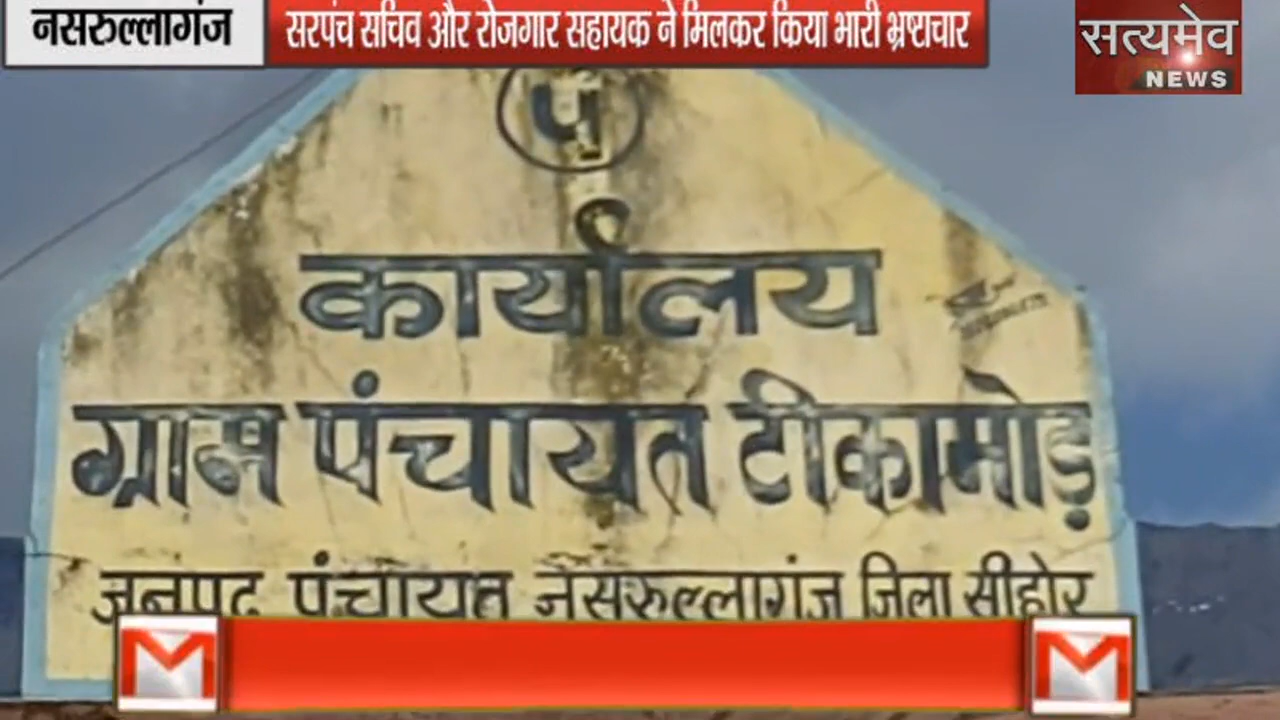 नसरुल्लागंज
सरपंच सचिव और रोजगार सहायक ने मिलकर किया भारी भ्रष्टाचार
सत्यमेव
NEWS
कार्यालय
ग्राम पंचायत टीकामोड़
जनपद पंचायत नसरुल्लागंज जिला सीहोर